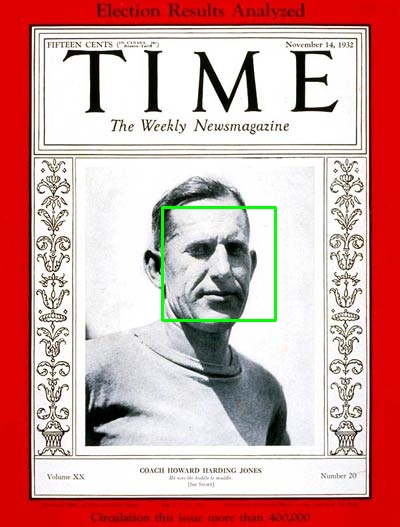 Election Results Analyzed
FIFTEEN CENTS
November 14, 1932
TIME
The Weekly Newsmagazine
COACH HOWARD HARDING JONES
(See Sport)
Volume XX
Number 20
Circulation this issue more than 400,000